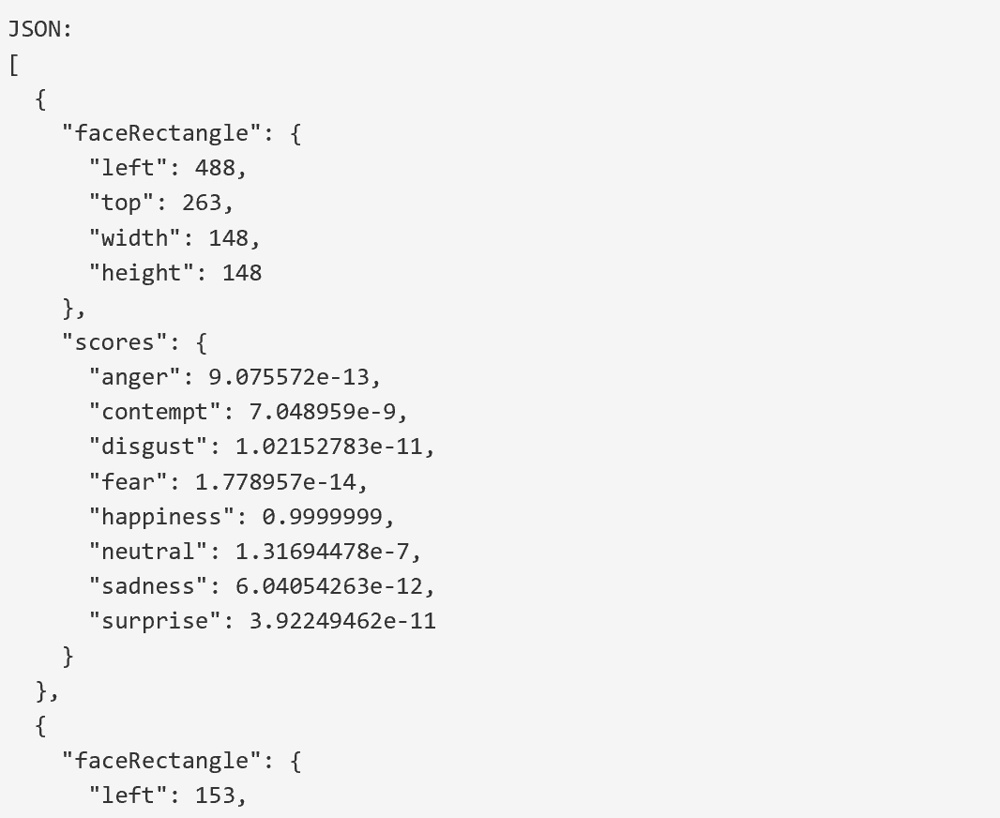 JSON:
[
  {
    "faceRectangle": {
      "left": 488,
      "top": 263,
      "width": 148,
      "height": 148
    },
    "scores": {
      "anger": 9.075572e-13,
      "contempt": 7.048959e-9,
      "disgust": 1.02152783e-11,
      "fear": 1.778957e-14,
      "happiness": 0.9999999,
      "neutral": 1.31694478e-7,
      "sadness": 6.04054263e-12,
      "surprise": 3.92249462e-11
    }
  },
  {
    "faceRectangle": {
      "left": 153,